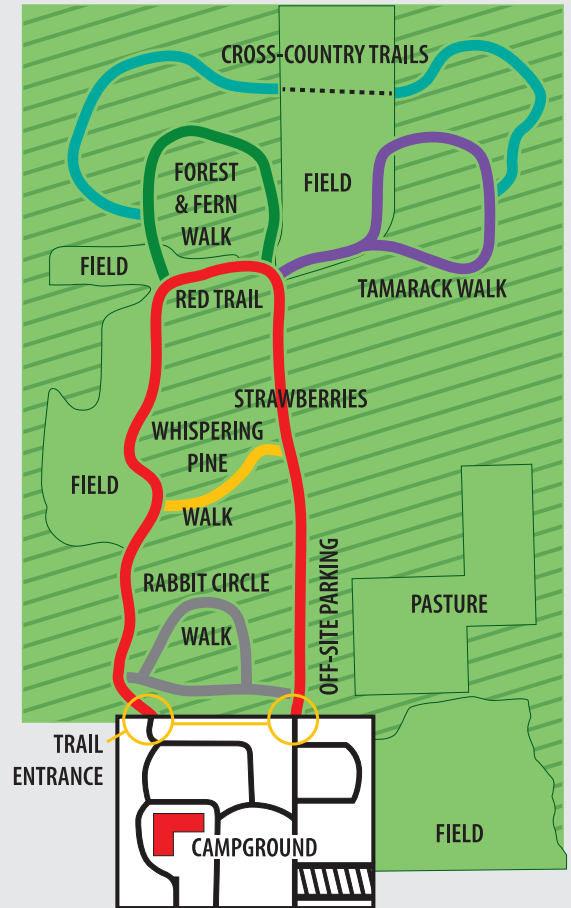 CROSS-COUNTRY TRAILS
FOREST
& FERN
WALK
FIELD
FIELD
TAMARACK WALK
RED TRAIL
STRAWBERRIES
WHISPERING
PINE
WALK
FIELD
OFF-SITE PARKING
RABBIT CIRCLE
WALK
PASTURE
TRAIL
ENTRANCE
CAMPGROUND
FIELD